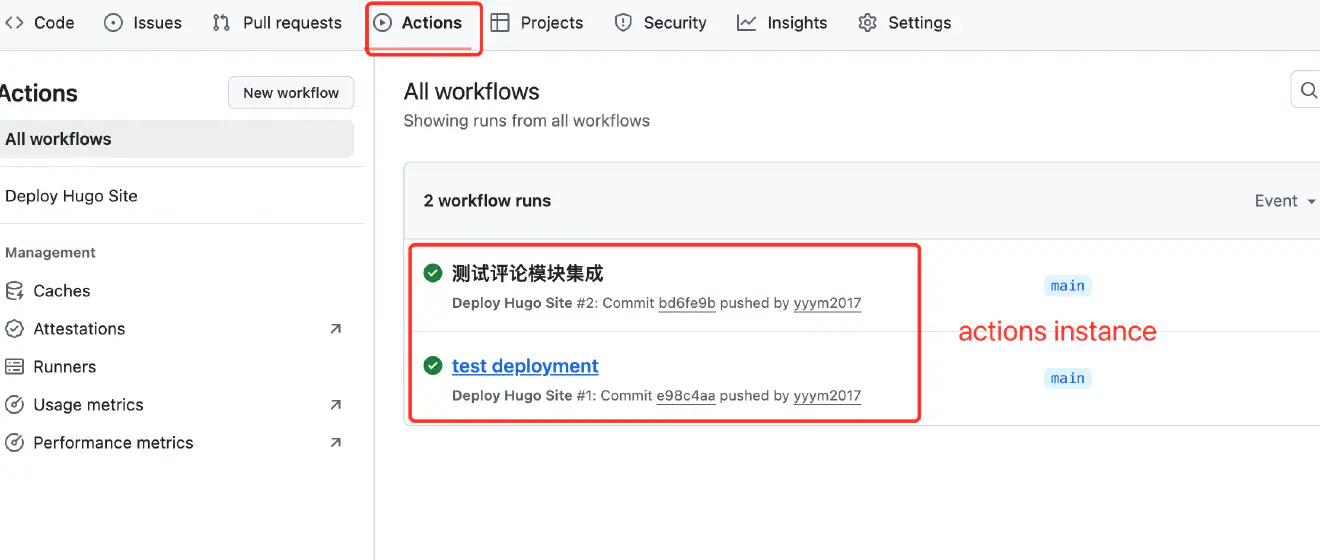 Code Issues Pull requests Actions Projects Security Insights Settings
Actions New workflow
All workflows
Deploy Hugo Site
Management
Caches
Attestations
Runners
Usage metrics
Performance metrics
All workflows
Showing runs from all workflows
2 workflow runs Event
测试评论模块集成
Deploy Hugo Site #2: Commit bd6fe9b pushed by yyym2017
main
actions instance
test deployment
Deploy Hugo Site #1: Commit e98c4aa pushed by yyym2017
main